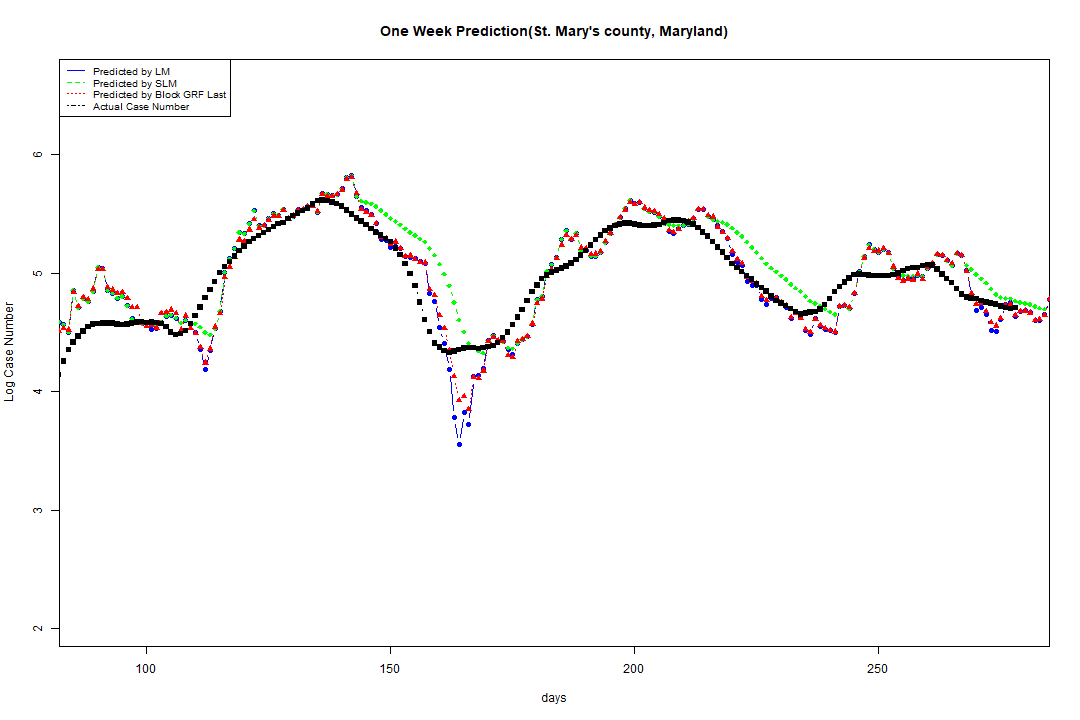 One Week Prediction(St. Mary's county, Maryland)
Predicted by LM
Predicted by SLM
Predicted by Block GRF Last
Actual Case Number
6
5
4
3
2
Log Case Number
100
150
200
250
days